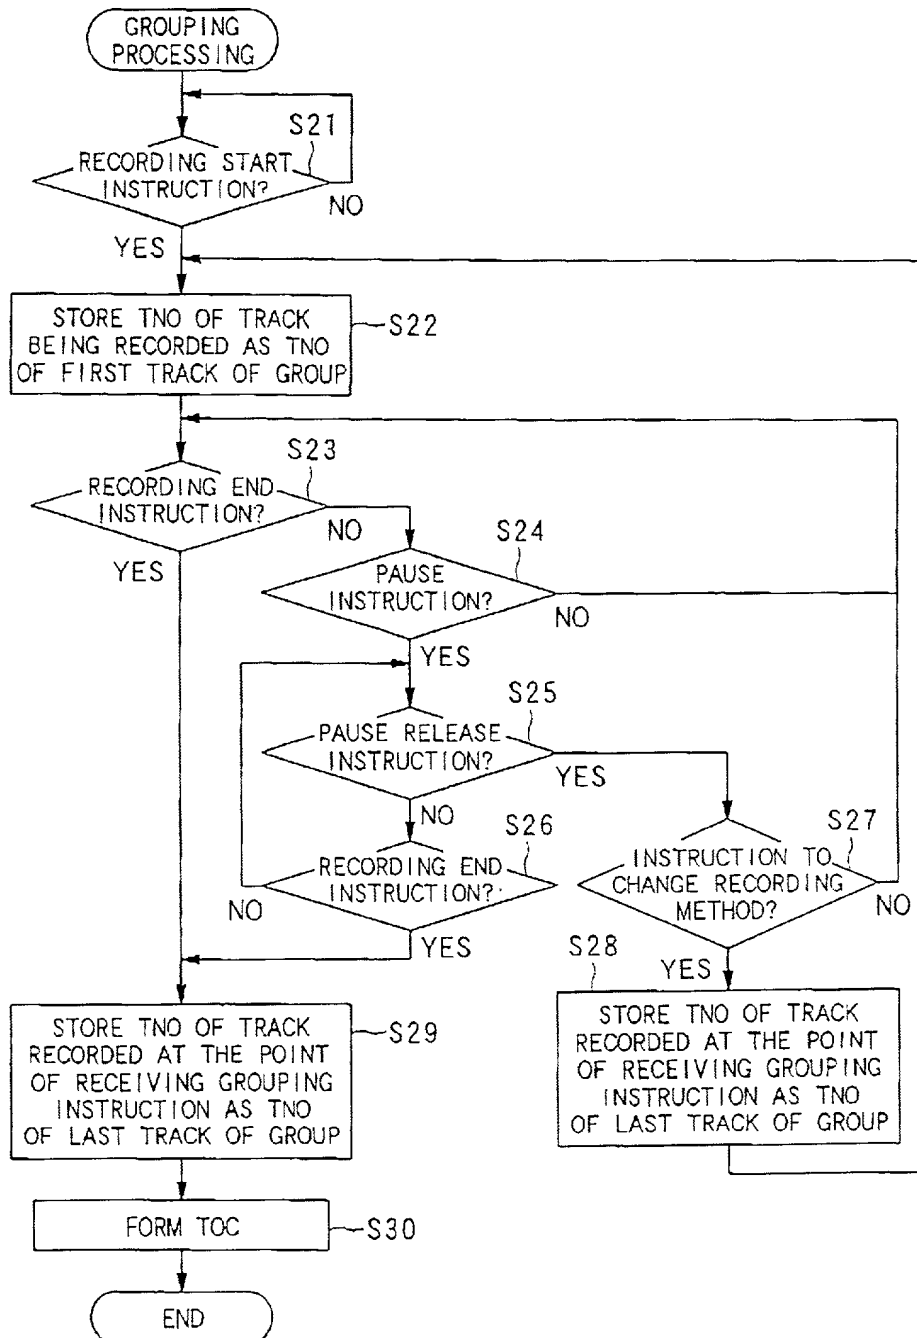 GROUPING
PROCESSING
S21
RECORDING START
INSTRUCTION?
NO
YES
STORE TNO OF TRACK
BEING RECORDED AS TNO
OF FIRST TRACK OF GROUP
S22
S23
RECORDING END
INSTRUCTION?
NO
YES
S24
PAUSE
INSTRUCTION?
NO
YES
S25
PAUSE RELEASE
INSTRUCTION?
YES
NO
S26
RECORDING END
INSTRUCTION?
NO
YES
S27
INSTRUCTION TO
CHANGE RECORDING
METHOD?
NO
YES
S28
STORE TNO OF TRACK
RECORDED AT THE POINT
OF RECEIVING GROUPING
INSTRUCTION AS TNO
OF LAST TRACK OF GROUP
STORE TNO OF TRACK
RECORDED AT THE POINT
OF RECEIVING GROUPING
INSTRUCTION AS TNO
OF LAST TRACK OF GROUP
S29
FORM TOC
S30
END